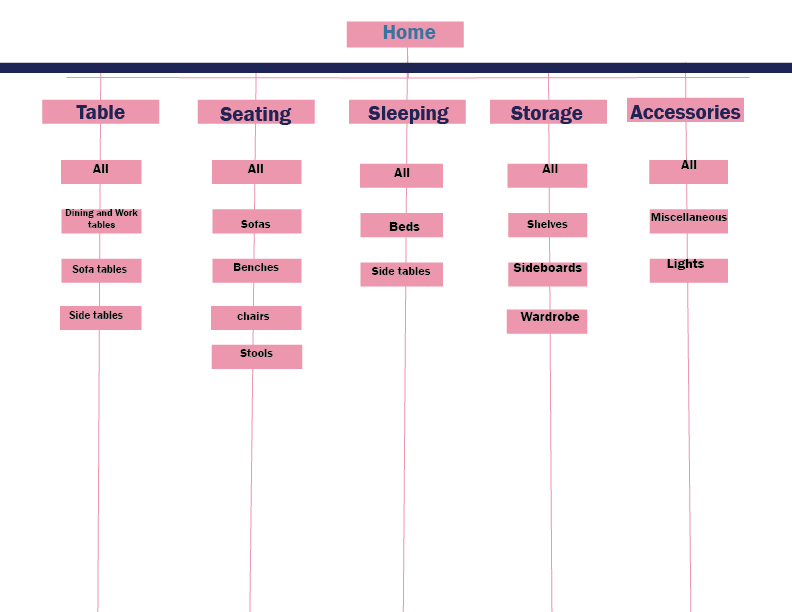 Home
Table
Seating
Sleeping
Storage
Accessories
All
All
All
All
All
Dining and Work
tables
Sofas
Beds
Shelves
Miscellaneous
Sofa tables
Benches
Side tables
Sideboards
Lights
Side tables
chairs
Wardrobe
Stools